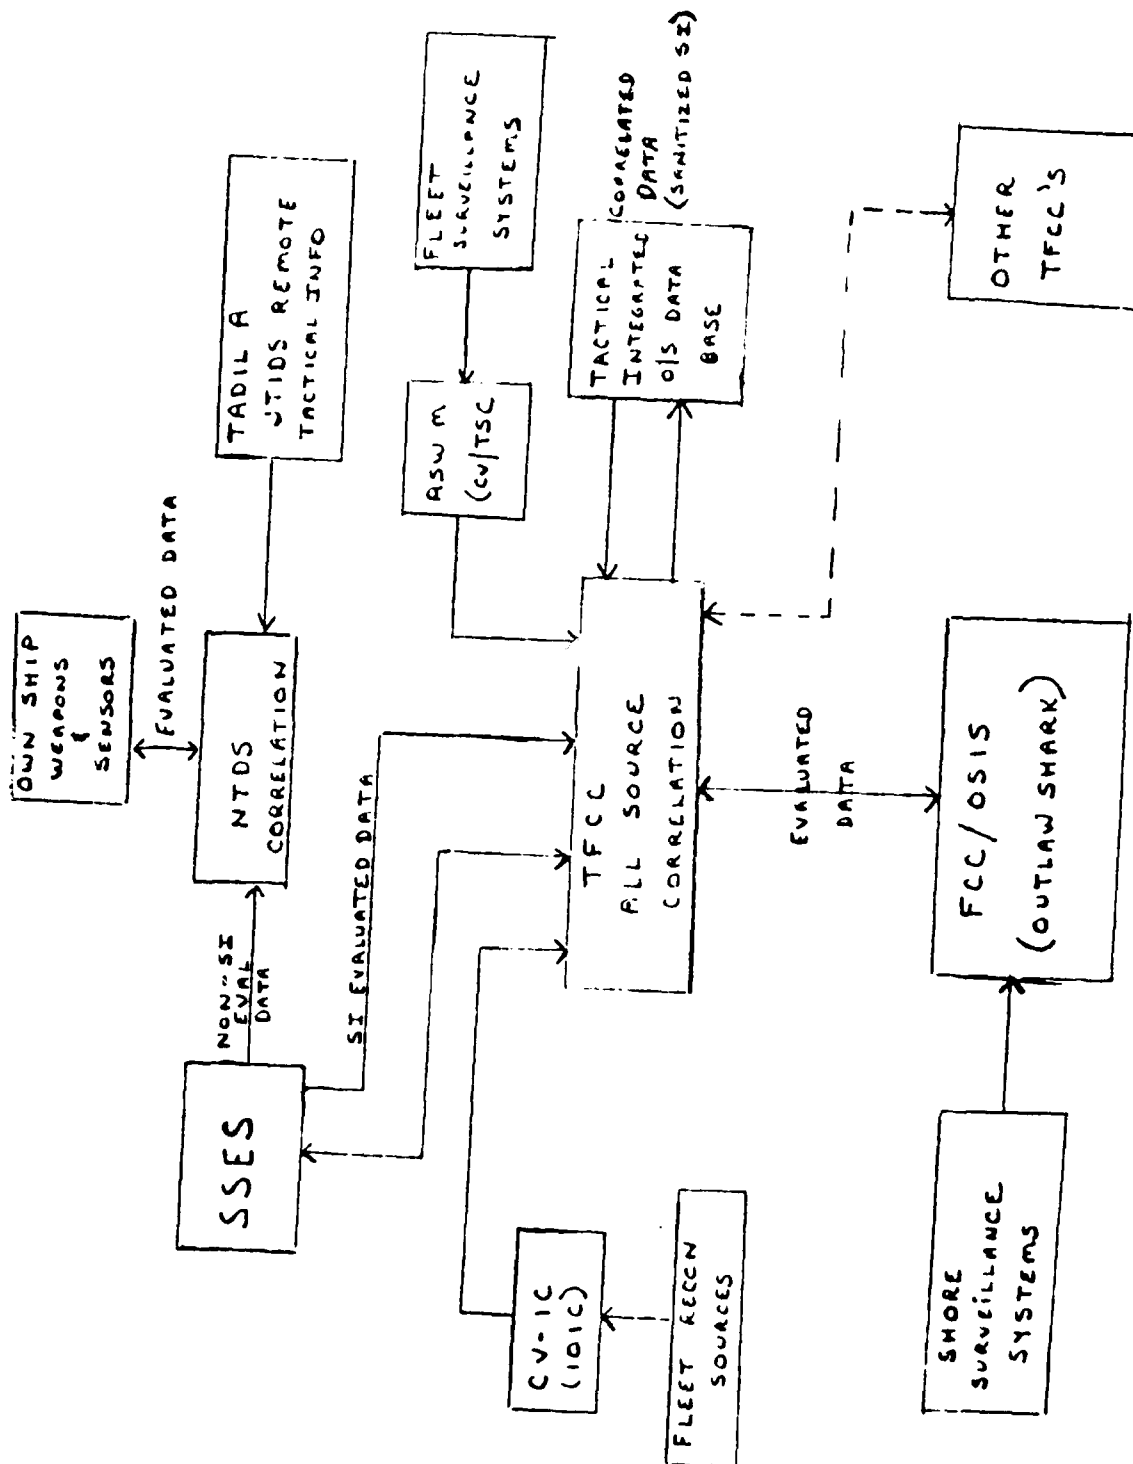 OWN SHIP
WEAPONS
&
SENSORS
EVALUATED DATA
NTDS
CORRELATION
TADIL A
JTIDS REMOTE
TACTICAL INFO
NON-SI
EVAL
DATA
SSES
SI EVALUATED DATA
FLEET
SURVEILLANCE
SYSTEMS
ASW M
(CV/TSC
CV-IC
(IOIC)
FLEET RECON
SOURCES
TFCC
ALL SOURCE
CORRELATION
TACTICAL
INTEGRATED
O/S DATA
BASE
CORRELATED
DATA
(SANITIZED SI)
EVALUATED
DATA
OTHER
TFCC'S
FCC/OSIS
(OUTLAW SHARK)
SHORE
SURVEILLANCE
SYSTEMS